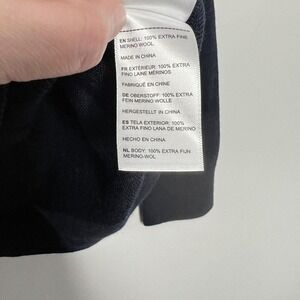 EN SHELL: 100% EXTRA FINE
MERINO WOOL
MADE IN CHINA
FR EXTÉRIEUR: 100% EXTRA
FINO LAINE MÉRINOS
FABRIQUÉ EN CHINE
DE OBERSTOFF: 100% EXTRA
FEIN MERINO WOLLE
HERGESTELLT IN CHINA
ES TELA EXTERIOR: 100%
EXTRA FINO LANA DE MERINO
HECHO EN CHINA
NL BODY: 100% EXTRA FIJN
MERINO-WOL